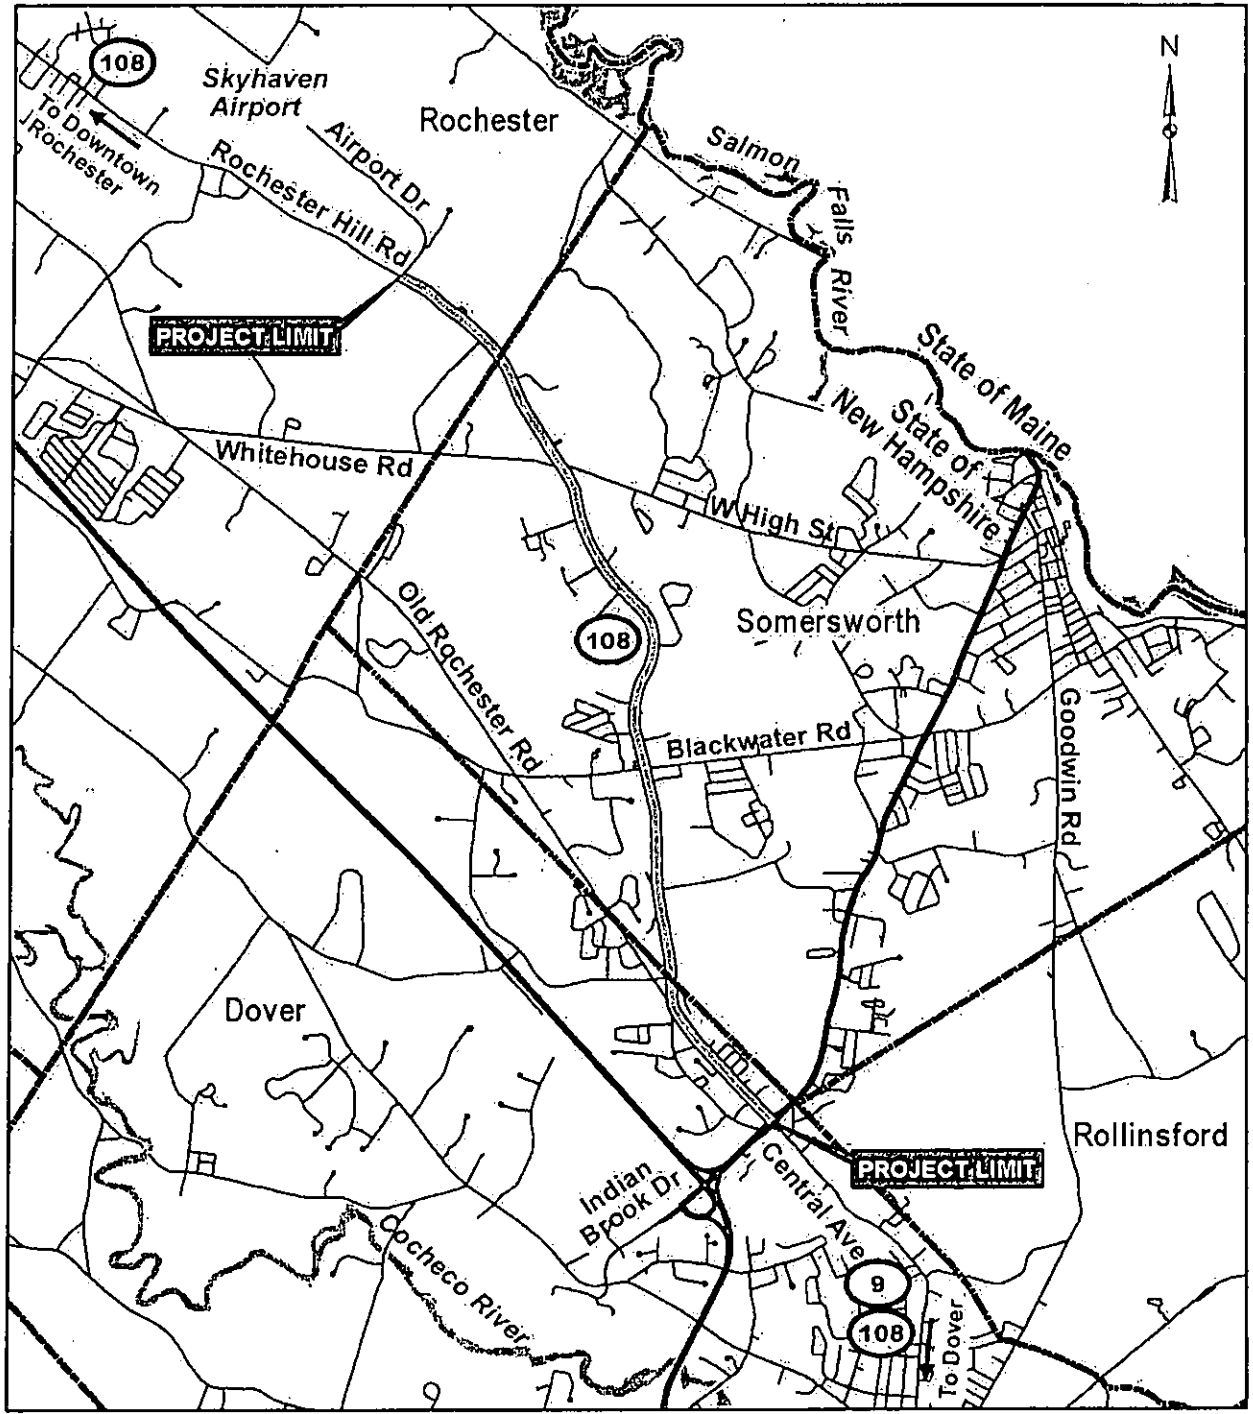 N
108
Skyhaven
Airport
Rochester
To Downtown
Rochester
Airport Dr
Rochester Hill Rd
Salmon Falls River
PROJECT LIMIT
State of Maine
State of
New Hampshire
Whitehouse Rd
W High St
Old Rochester Rd
108
Somersworth
Blackwater Rd
Goodwin Rd
Dover
Rollinsford
PROJECT LIMIT
Indian
Brook Dr
Central Ave
Cocheco River
9
108
To Dover